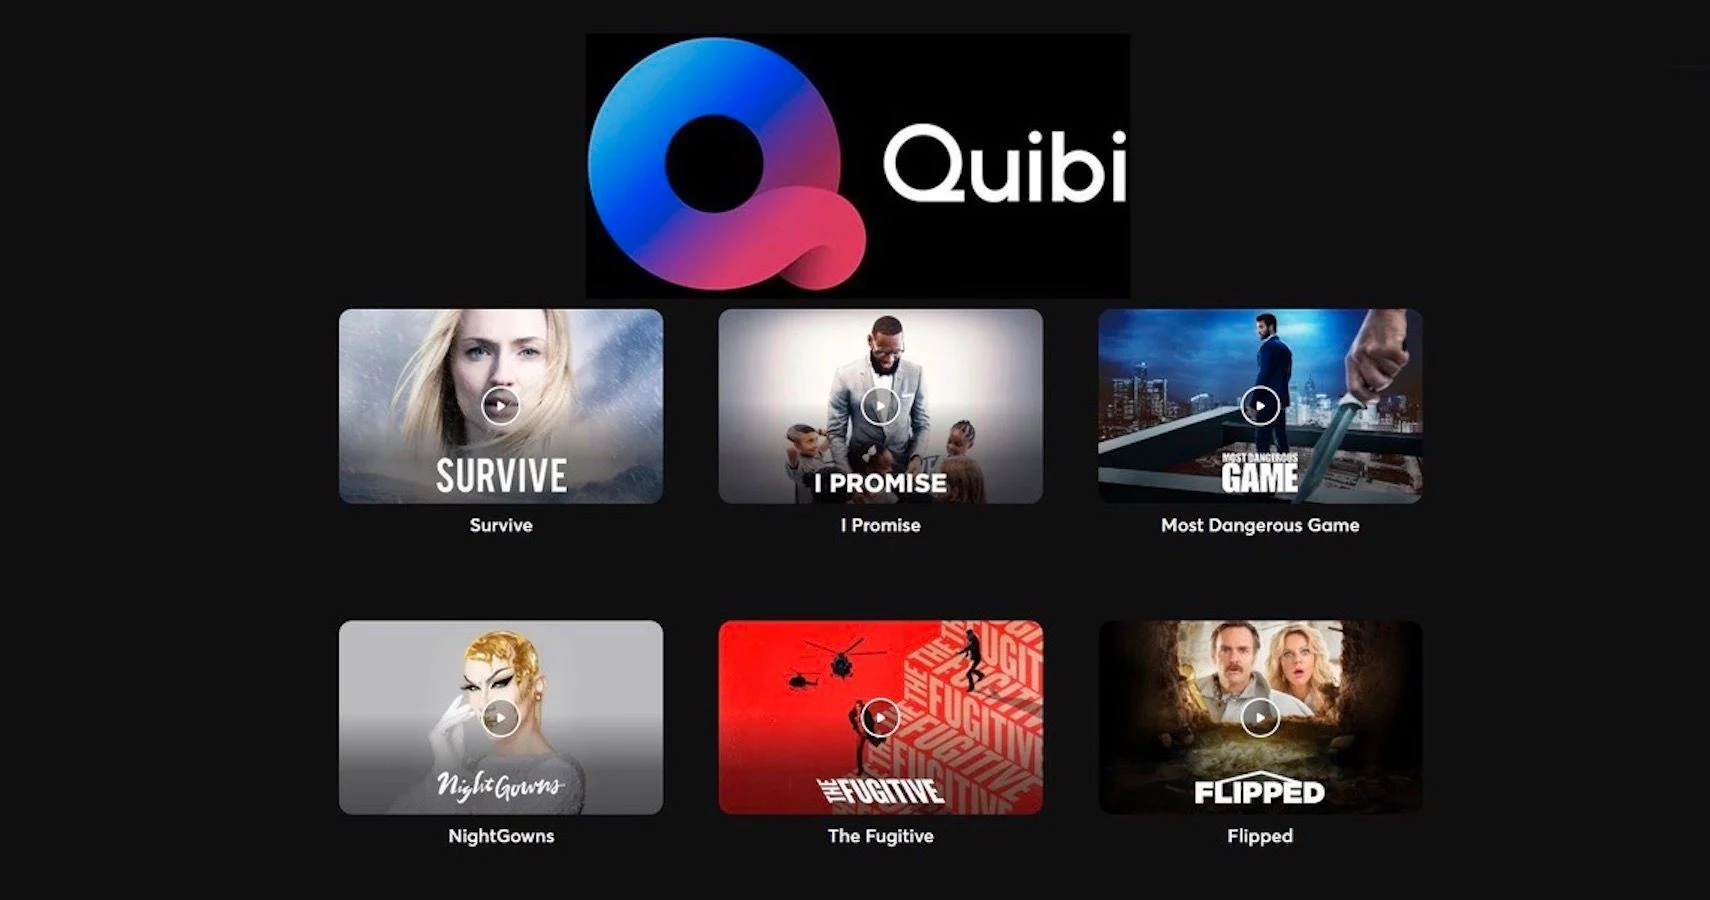 Quibi
SURVIVE
I PROMISE
MOST DANGEROUS
GAME
Survive
I Promise
Most Dangerous Game
NightGowns
THE FUGITIVE
FLIPPED
NightGowns
The Fugitive
Flipped